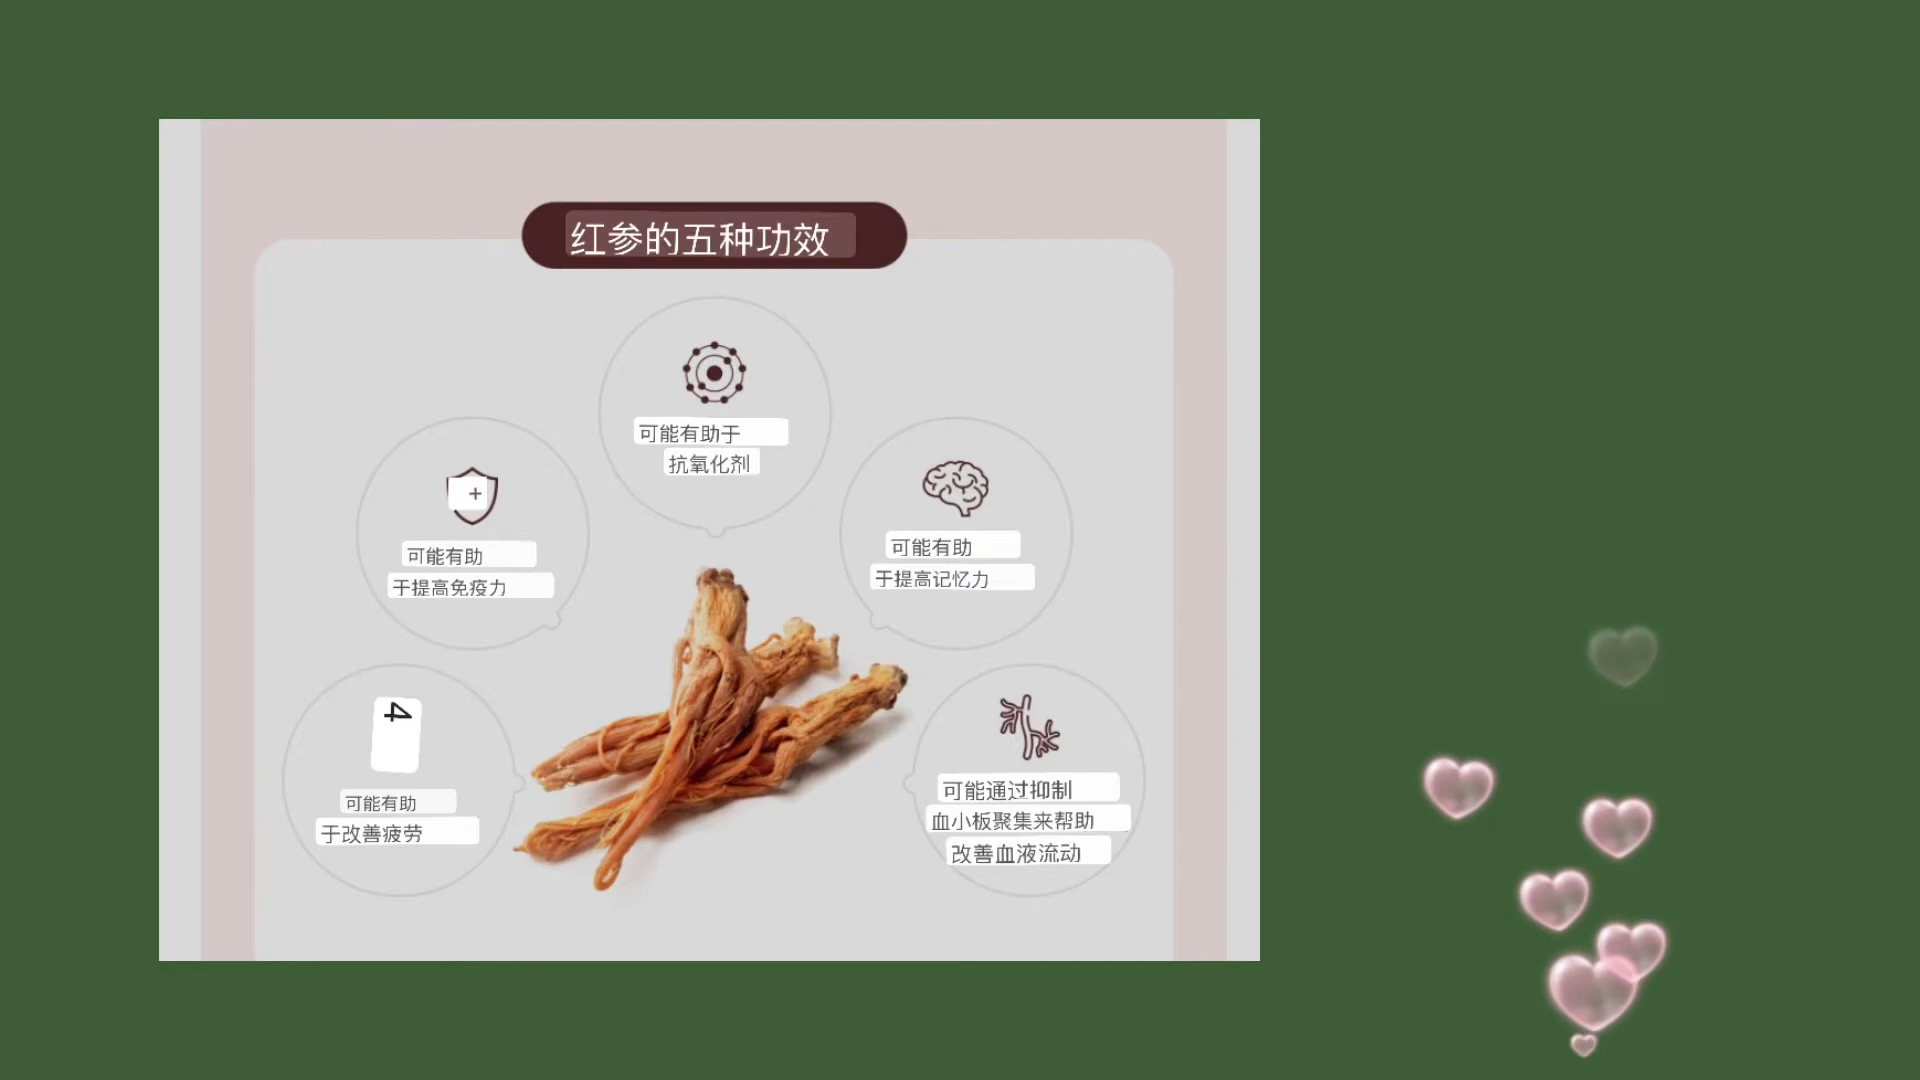 红参的五种功效
可能有助于
抗氧化剂
+
可能有助
于提高免疫力
可能有助
于提高记忆力
4
可能有助
于改善疲劳
可能通过抑制
血小板聚集来帮助
改善血液流动